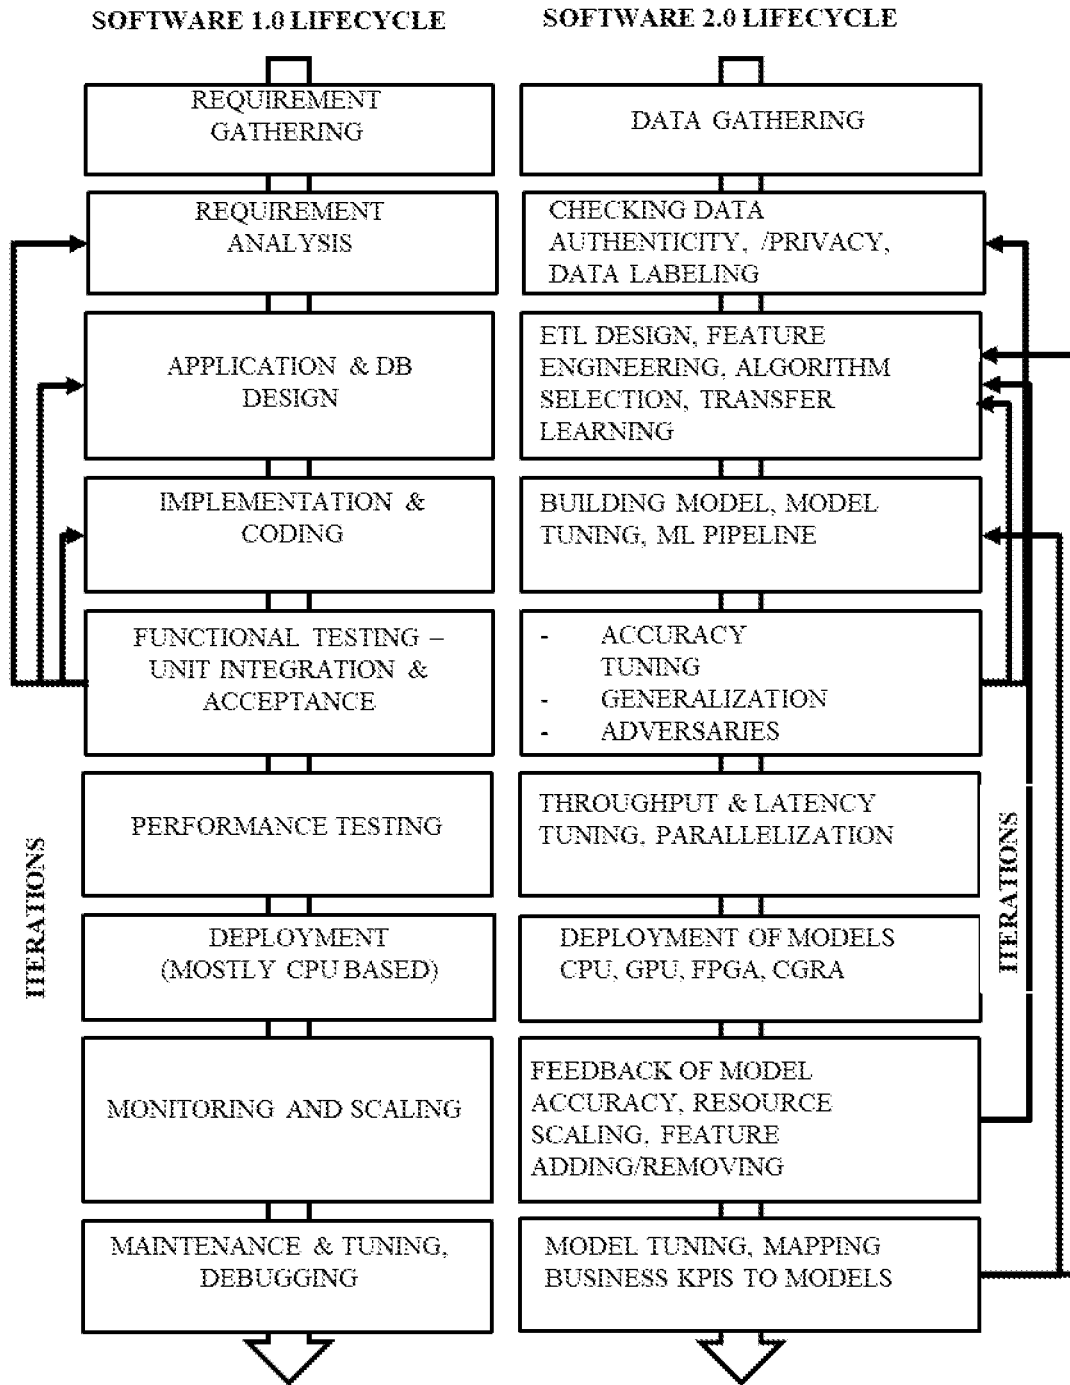 SOFTWARE 1.0 LIFECYCLE
REQUIREMENT
GATHERING
REQUIREMENT
ANALYSIS
APPLICATION & DB
DESIGN
IMPLEMENTATION &
CODING
FUNCTIONAL TESTING –
UNIT INTEGRATION &
ACCEPTANCE
PERFORMANCE TESTING
DEPLOYMENT
(MOSTLY CPU BASED)
MONITORING AND SCALING
MAINTENANCE & TUNING,
DEBUGGING
ITERATIONS
SOFTWARE 2.0 LIFECYCLE
DATA GATHERING
CHECKING DATA
AUTHENTICITY, /PRIVACY,
DATA LABELING
ETL DESIGN, FEATURE
ENGINEERING, ALGORITHM
SELECTION, TRANSFER
LEARNING
BUILDING MODEL, MODEL
TUNING, ML PIPELINE
- ACCURACY
TUNING
- GENERALIZATION
- ADVERSARIES
THROUGHPUT & LATENCY
TUNING, PARALLELIZATION
DEPLOYMENT OF MODELS
CPU, GPU, FPGA, CGRA
FEEDBACK OF MODEL
ACCURACY, RESOURCE
SCALING, FEATURE
ADDING/REMOVING
MODEL TUNING, MAPPING
BUSINESS KPIS TO MODELS
ITERATIONS